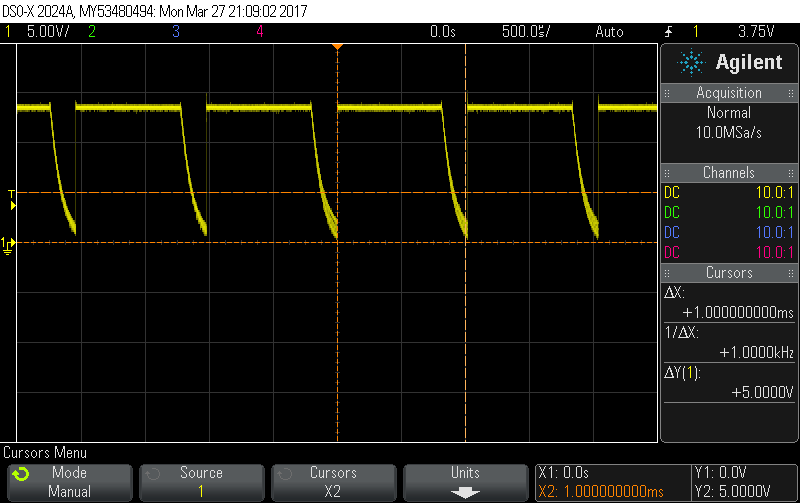 DSO-X 2024A, MY53480494: Mon Mar 27 21:09:02 2017
1 5.00V/ 2 3 4 0.0s 500.0us/ Auto 1 3.75V
Agilent
Acquisition
Normal
10.0MSa/s
Channels
DC 10.0:1
DC 10.0:1
DC 10.0:1
DC 10.0:1
Cursors
ΔX:
+1.000000000ms
1/ΔX:
+1.0000kHz
ΔY(1):
+5.0000V
T
1
Cursors Menu
Mode
Manual
Source
1
Cursors
X2
Units
X1: 0.0s
X2: 1.000000000ms
Y1: 0.0V
Y2: 5.0000V